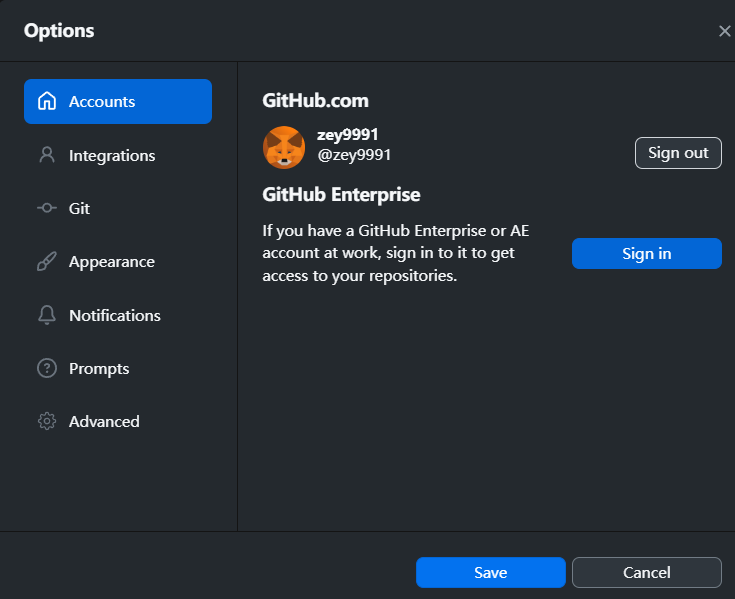 Options
Accounts
Integrations
Git
Appearance
Notifications
Prompts
Advanced
GitHub.com
zey9991
@zey9991
Sign out
GitHub Enterprise
If you have a GitHub Enterprise or AE
account at work, sign in to it to get
access to your repositories.
Sign in
Save
Cancel